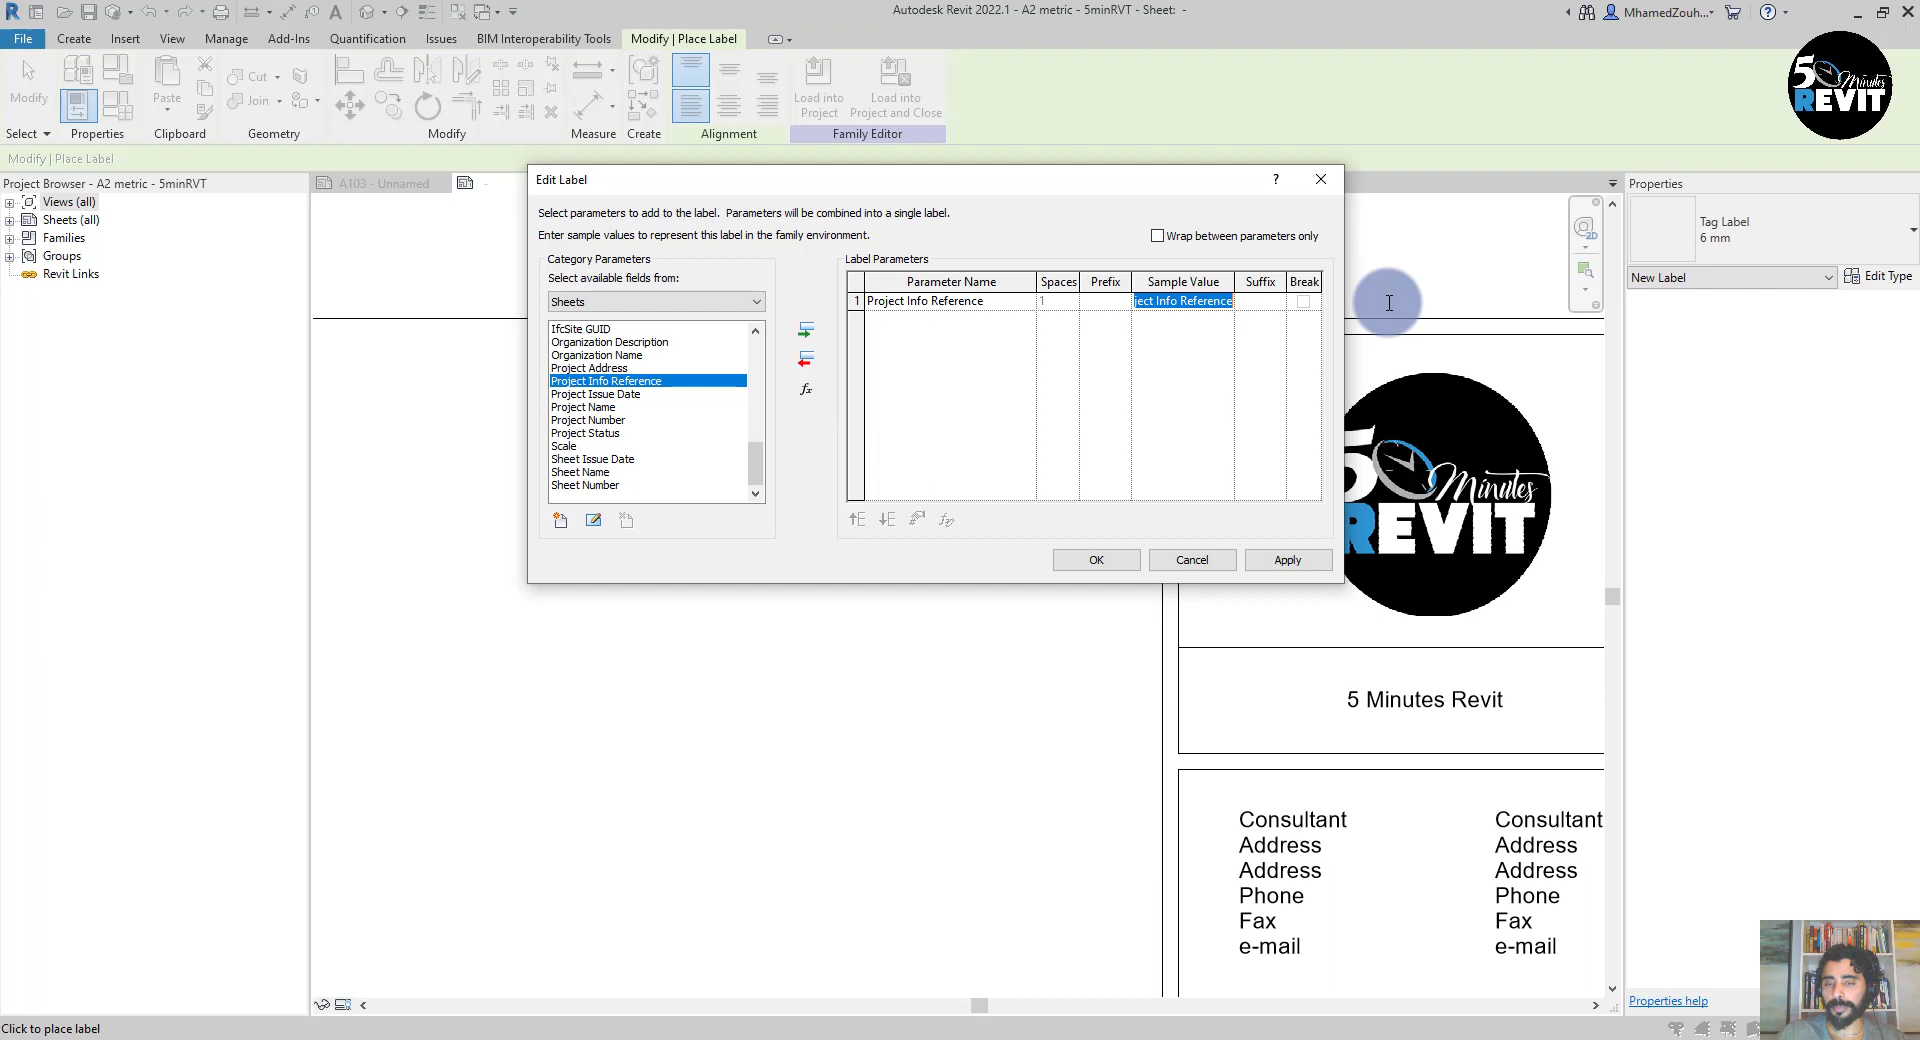 Autodesk Revit 2022.1 - A2 metric - 5minRVT - Sheet: -
MhamedZouh...
File Create Insert View Manage Add-Ins Quantification Collaborate Issues BIM Interoperability Tools Modify | Place Label
Modify
Paste
Cut
Join
Load into Project
Load into Project and Close
Select Properties Clipboard Geometry Modify Measure Create Alignment Family Editor
5 Minutes REVIT
Modify | Place Label
Project Browser - A2 metric - 5minRVT
Views (all)
Sheets (all)
Families
Groups
Revit Links
A103 - Unnamed
-
Edit Label
?
Select parameters to add to the label. Parameters will be combined into a single label.
Enter sample values to represent this label in the family environment.
Wrap between parameters only
Category Parameters
Select available fields from:
Sheets
IfcSite GUID
Organization Description
Organization Name
Project Address
Project Info Reference
Project Issue Date
Project Name
Project Number
Project Status
Scale
Sheet Issue Date
Sheet Name
Sheet Number
Label Parameters
Parameter Name Spaces Prefix Sample Value Suffix Break
1 Project Info Reference 1 ject Info Reference
OK Cancel Apply
2D
Properties
Tag Label
6 mm
New Label
Edit Type
5 Minutes REVIT
5 Minutes Revit
Consultant
Address
Address
Phone
Fax
e-mail
Consultant
Address
Address
Phone
Fax
e-mail
Properties help
Click to place label